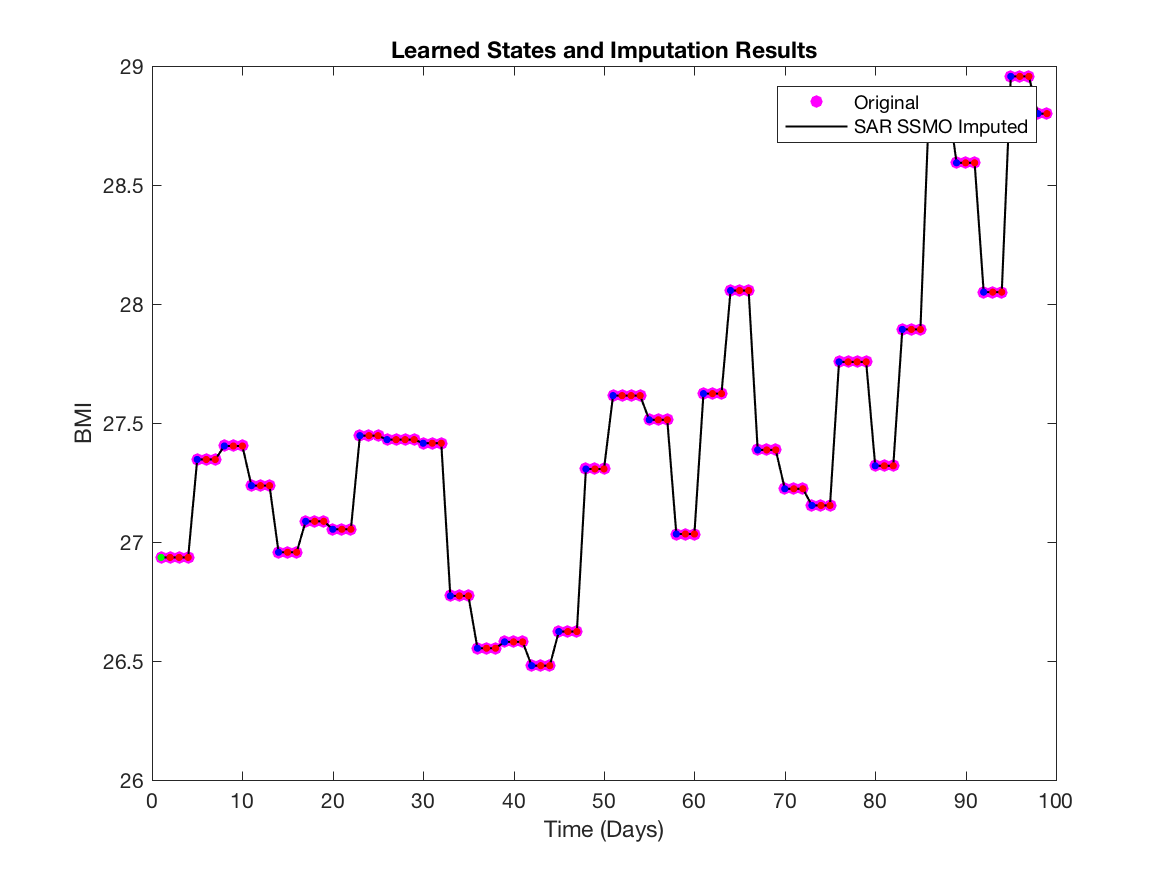 Learned States and Imputation Results
29
Original
SAR SSMO Imputed
28.5
28
27.5
BMI
27
26.5
26
0 10 20 30 40 50 60 70 80 90 100
Time (Days)